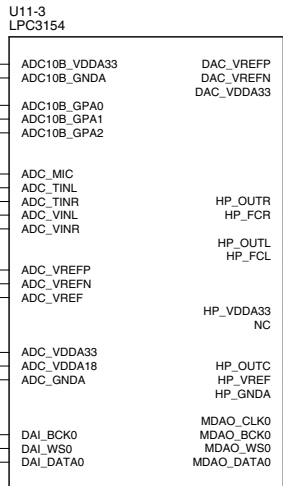 U11-3
LPC3154
ADC10B_VDDA33
ADC10B_GNDA
ADC10B_GPA0
ADC10B_GPA1
ADC10B_GPA2
ADC_MIC
ADC_TINL
ADC_TINR
ADC_VINL
ADC_VINR
ADC_VREFP
ADC_VREFN
ADC_VREF
ADC_VDDA33
ADC_VDDA18
ADC_GNDA
DAI_BCK0
DAI_WS0
DAI_DATA0
DAC_VREFP
DAC_VREFN
DAC_VDDA33
HP_OUTR
HP_FCR
HP_OUTL
HP_FCL
HP_VDDA33
NC
HP_OUTC
HP_VREF
HP_GNDA
MDAO_CLK0
MDAO_BCK0
MDAO_WS0
MDAO_DATA0